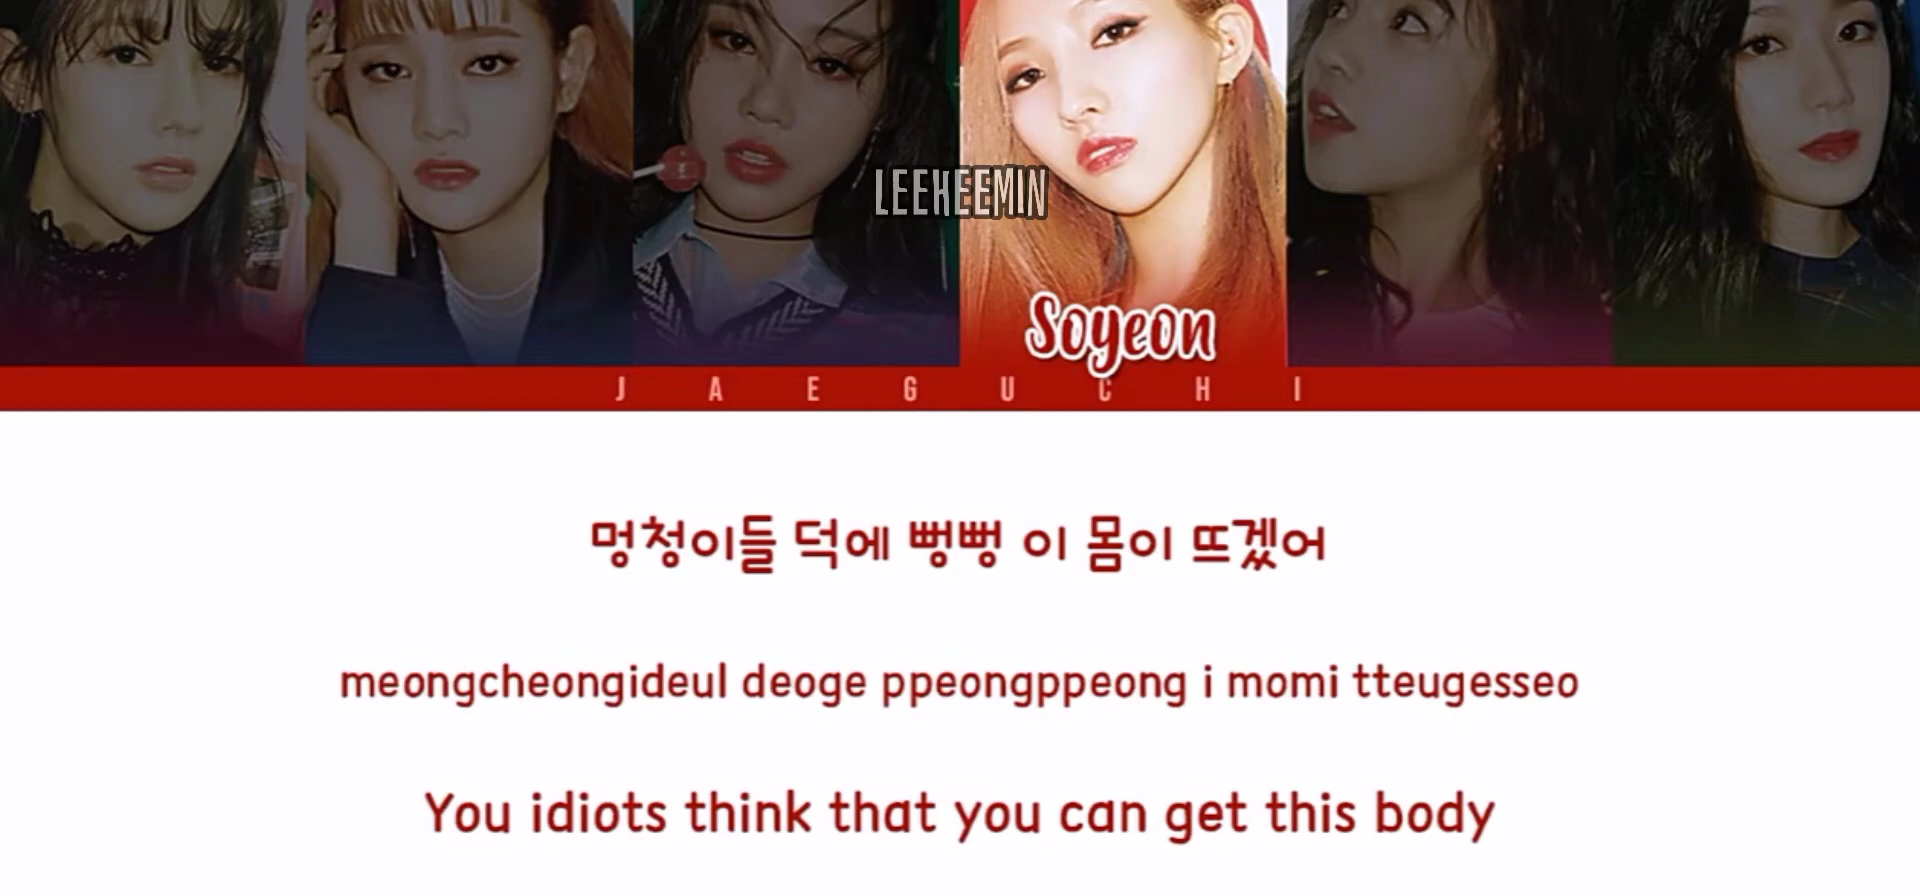 LEEHEEMIN
Soyeon
JAEGUCHI
멍청이들 덕에 뻥뻥 이 몸이 뜨겠어
meongcheongideul deoge ppeongppeong i momi tteugesseo
You idiots think that you can get this body